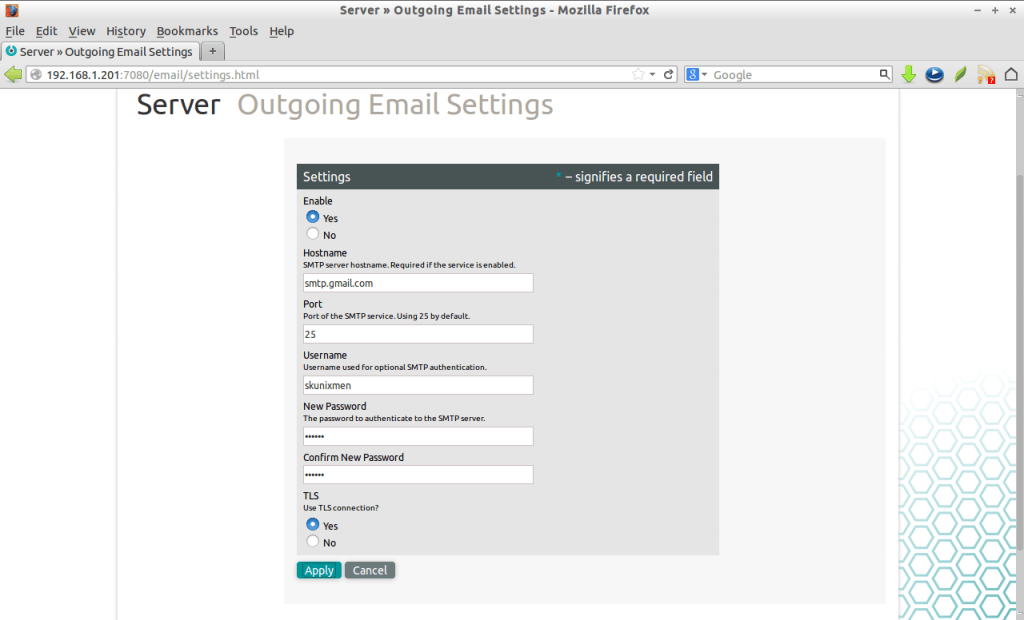 Server » Outgoing Email Settings - Mozilla Firefox
File Edit View History Bookmarks Tools Help
Server » Outgoing Email Settings
192.168.1.201:7080/email/settings.html
Google
Server Outgoing Email Settings
Settings * – signifies a required field
Enable
Yes
No
Hostname
SMTP server hostname. Required if the service is enabled.
smtp.gmail.com
Port
Port of the SMTP service. Using 25 by default.
25
Username
Username used for optional SMTP authentication.
skunixmen
New Password
The password to authenticate to the SMTP server.
••••••
Confirm New Password
••••••
TLS
Use TLS connection?
Yes
No
Apply Cancel